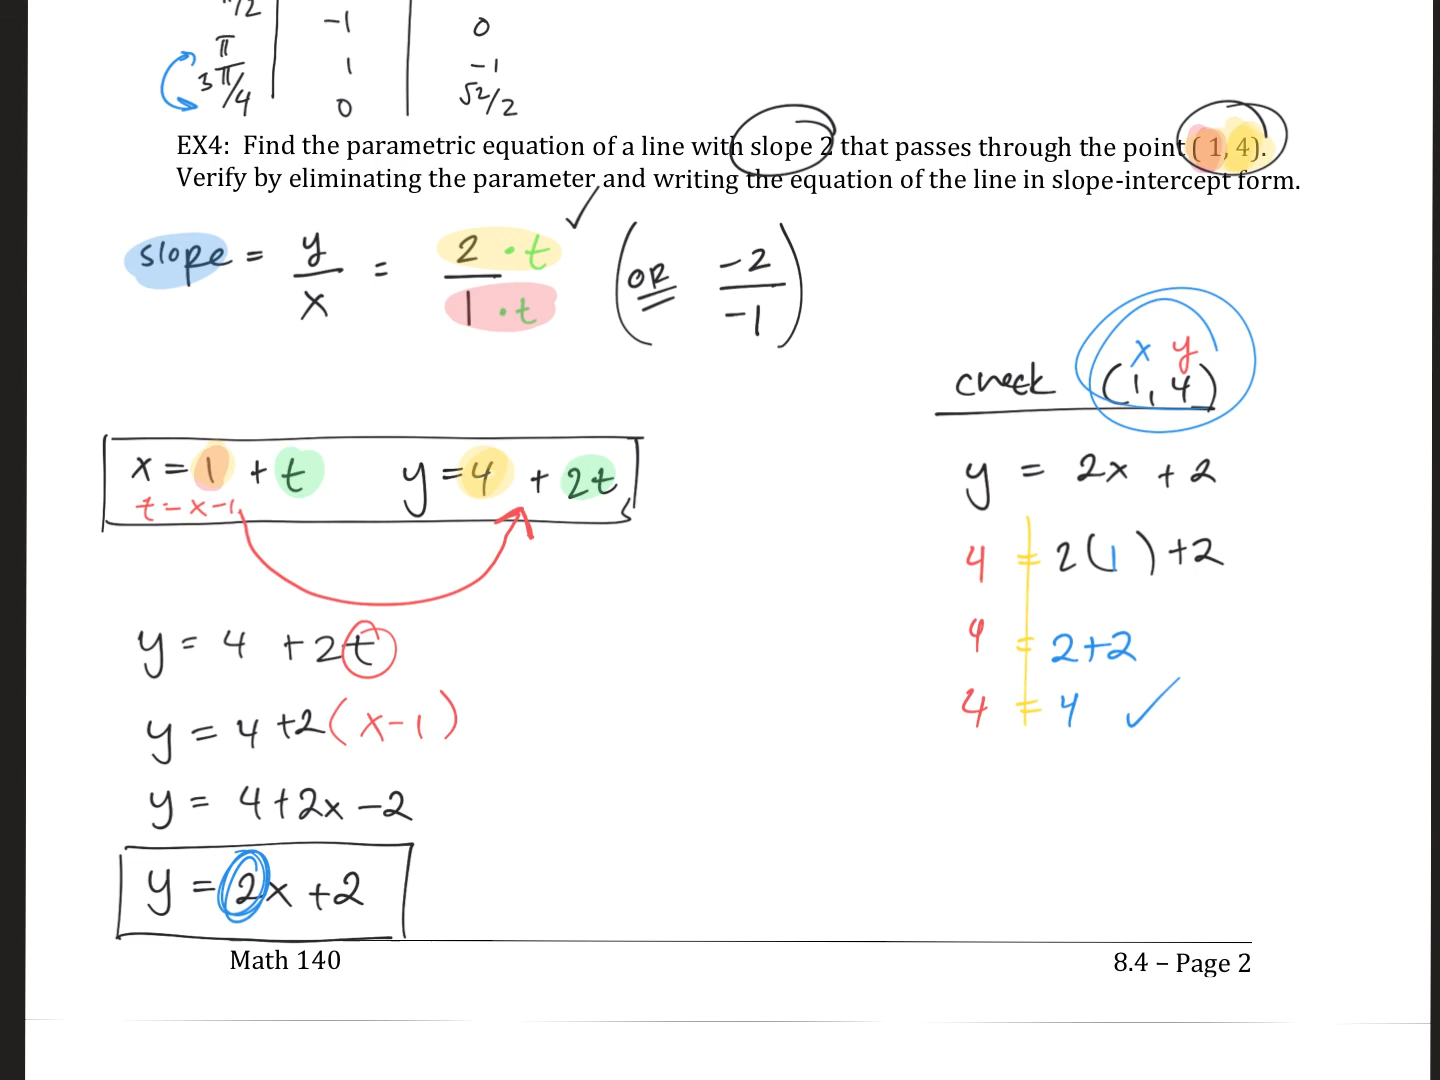 π/2 -1 0
π 1 -1
3π/4 0 √2/2
EX4: Find the parametric equation of a line with slope 2 that passes through the point ( 1, 4).
Verify by eliminating the parameter and writing the equation of the line in slope-intercept form.
slope = y/x = 2·t/1·t (OR -2/-1)
check (1, 4)
x y
x = 1 + t y = 4 + 2t
t = x - 1
y = 2x + 2
4 = 2(1) + 2
y = 4 + 2t
4 = 2+2
y = 4 + 2(x - 1)
4 = 4 ✓
y = 4 + 2x - 2
y = 2x + 2
Math 140
8.4 – Page 2